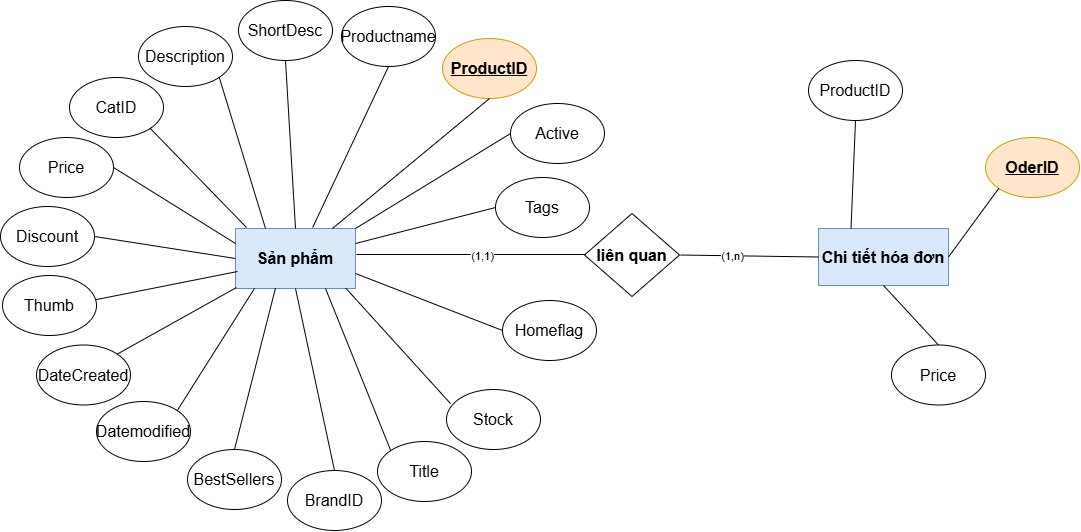 ShortDesc
Productname
Description
ProductID
CatID
Active
Price
Tags
Discount
Sản phẩm
(1,1)
liên quan
(1,n)
Chi tiết hóa đơn
ProductID
OderID
Price
Thumb
Homeflag
DateCreated
Stock
Datemodified
Title
BestSellers
BrandID